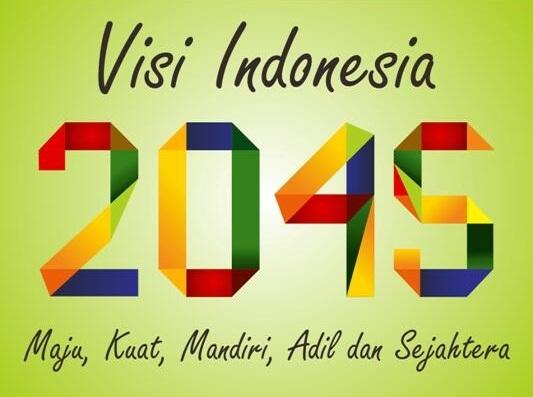 Visi Indonesia
2045
Maju, Kuat, Mandiri, Adil dan Sejahtera